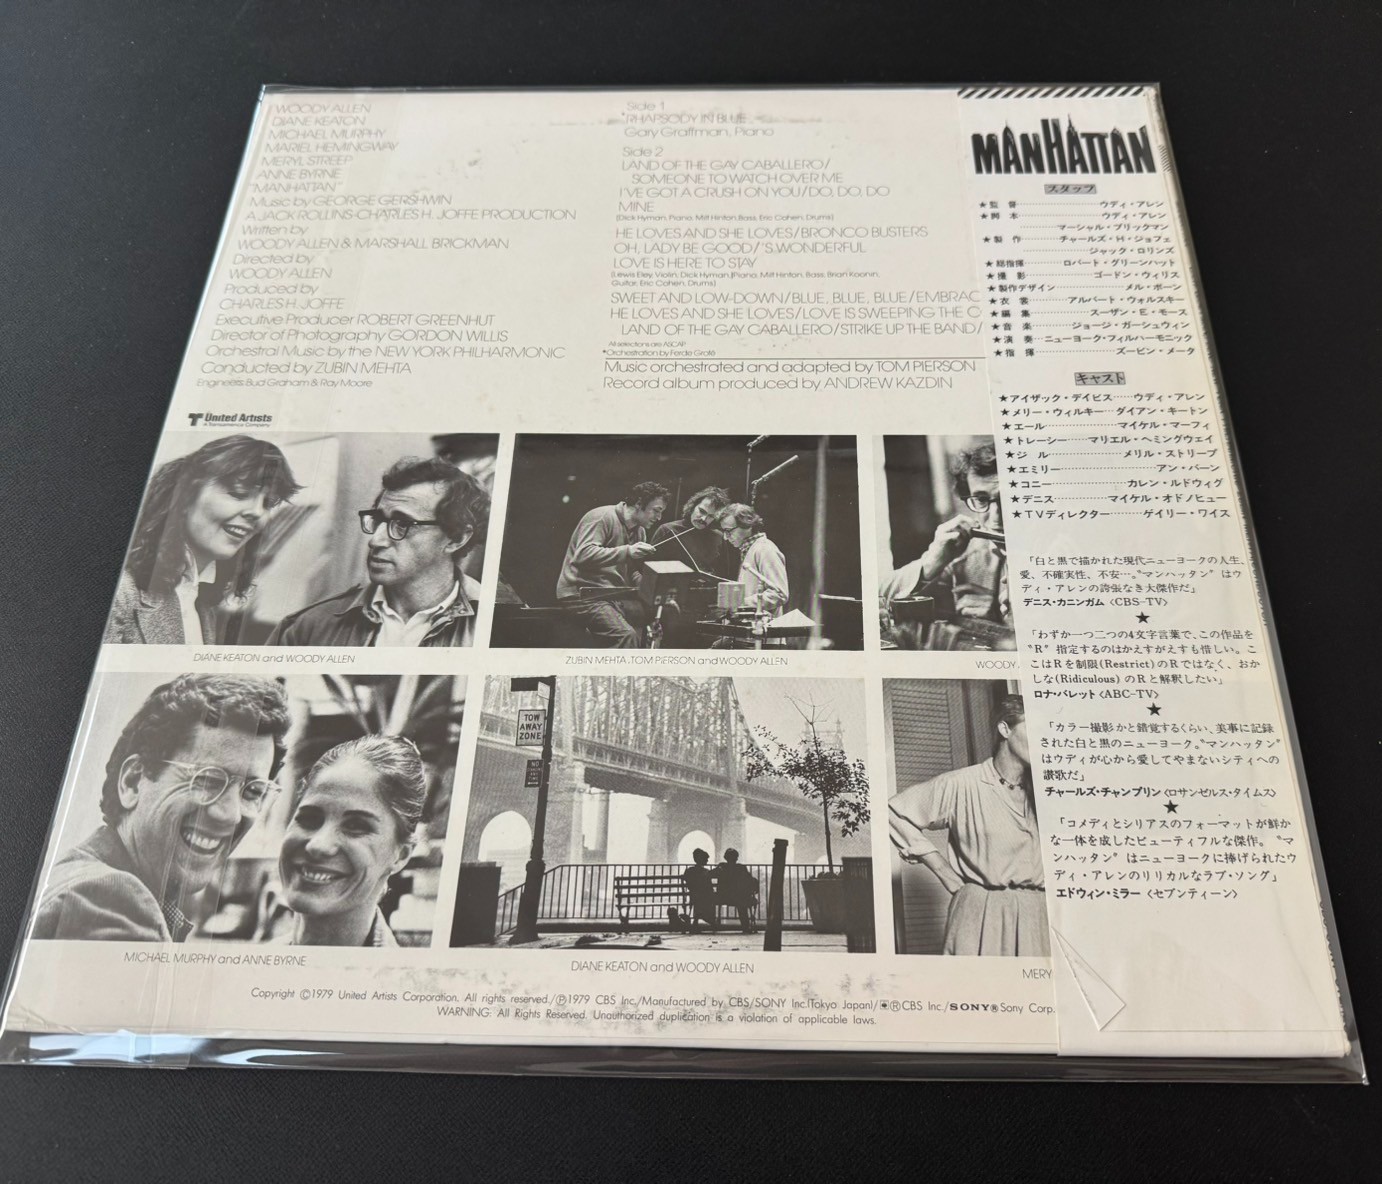 WOODY ALLEN
DIANE KEATON
MICHAEL MURPHY
MARIEL HEMINGWAY
MERYL STREEP
ANNE BYRNE
"MANHATTAN"
Music by GEORGE GERSHWIN
A JACK ROLLINS-CHARLES H. JOFFE PRODUCTION
Written by
WOODY ALLEN & MARSHALL BRICKMAN
Directed by
WOODY ALLEN
Produced by
CHARLES H. JOFFE
Executive Producer ROBERT GREENHUT
Director of Photography GORDON WILLIS
Orchestral Music by the NEW YORK PHILHARMONIC
Conducted by ZUBIN MEHTA
Engineers: Bud Graham & Ray Moore
United Artists
A Transamerica Company
Side 1
*RHAPSODY IN BLUE
Gary Graffman, Piano
Side 2
LAND OF THE GAY CABALLERO/
SOMEONE TO WATCH OVER ME
I'VE GOT A CRUSH ON YOU/DO, DO, DO
MINE
(Dick Hyman, Piano, Milt Hinton, Bass, Eric Cohen, Drums)
HE LOVES AND SHE LOVES/BRONCO BUSTERS
OH, LADY BE GOOD/'S WONDERFUL
LOVE IS HERE TO STAY
(Lewis Eley, Violin; Dick Hyman, Piano, Milt Hinton, Bass, Brian Koonin,
Guitar, Eric Cohen, Drums)
SWEET AND LOW-DOWN/BLUE, BLUE, BLUE/EMBRAC
HE LOVES AND SHE LOVES/LOVE IS SWEEPING THE C
LAND OF THE GAY CABALLERO/STRIKE UP THE BAND/
All selections are ASCAP
*Orchestration by Ferde Grofé
Music orchestrated and adapted by TOM PIERSON
Record album produced by ANDREW KAZDIN
DIANE KEATON and WOODY ALLEN
ZUBIN MEHTA, TOM PIERSON and WOODY ALLEN
WOODY
TOW
AWAY
ZONE
NO
MICHAEL MURPHY and ANNE BYRNE
DIANE KEATON and WOODY ALLEN
MERY
Copyright ©1979 United Artists Corporation. All rights reserved./℗1979 CBS Inc./Manufactured by CBS/SONY Inc.(Tokyo Japan)/®CBS Inc./SONY®Sony Corp.
WARNING: All Rights Reserved. Unauthorized duplication is a violation of applicable laws.
MANHATTAN
スタッフ
★監督…………ウディ・アレン
★脚本…………ウディ・アレン
…………マーシャル・ブリックマン
★製作…………チャールズ・H・ジョフェ
…………ジャック・ロリンズ
★総指揮…………ロバート・グリーンハット
★撮影…………ゴードン・ウィリス
★製作デザイン…………メル・ボーン
★衣裳…………アルバート・ウォルスキー
★編集…………スーザン・E・モース
★音楽…………ジョージ・ガーシュウィン
★演奏…ニューヨーク・フィルハーモニック
★指揮…………ズービン・メータ
キャスト
★アイザック・デイビス……ウディ・アレン
★メリー・ウィルキー…ダイアン・キートン
★エール…………マイケル・マーフィ
★トレーシー……マリエル・ヘミングウェイ
★ジル…………メリル・ストリープ
★エミリー…………アン・バーン
★コニー…………カレン・ルドウィグ
★デニス…………マイケル・オドノヒュー
★TVディレクター………ゲイリー・ワイス
「白と黒で描かれた現代ニューヨークの人生、
愛、不確実性、不安…。〝マンハッタン〟はウ
ディ・アレンの誇張なき大傑作だ」
デニス・カニンガム〈CBS-TV〉
★
「わずか一つ二つの4文字言葉で、この作品を
〝R〟指定するのはかえすがえすも惜しい。こ
こはRを制限(Restrict)のRではなく、おか
しな(Ridiculous)のRと解釈したい」
ロナ・バレット〈ABC-TV〉
★
「カラー撮影かと錯覚するくらい、美事に記録
された白と黒のニューヨーク。〝マンハッタン〟
はウディが心から愛してやまないシティへの
讃歌だ」
チャールズ・チャンプリン〈ロサンゼルス・タイムス〉
★
「コメディとシリアスのフォーマットが鮮か
な一体を成したビューティフルな傑作。〝マ
ンハッタン〟はニューヨークに捧げられたウ
ディ・アレンのリリカルなラブ・ソング」
エドウィン・ミラー〈セブンティーン〉